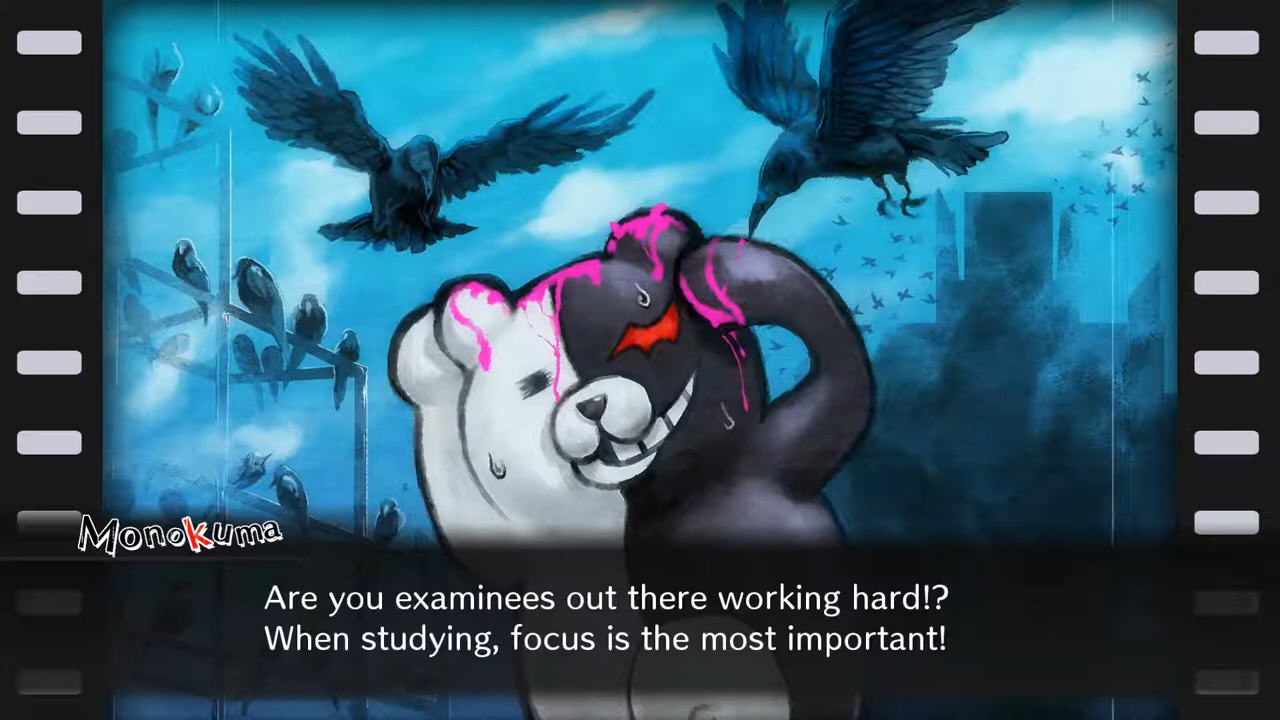 Monokuma
Are you examinees out there working hard!?
When studying, focus is the most important!